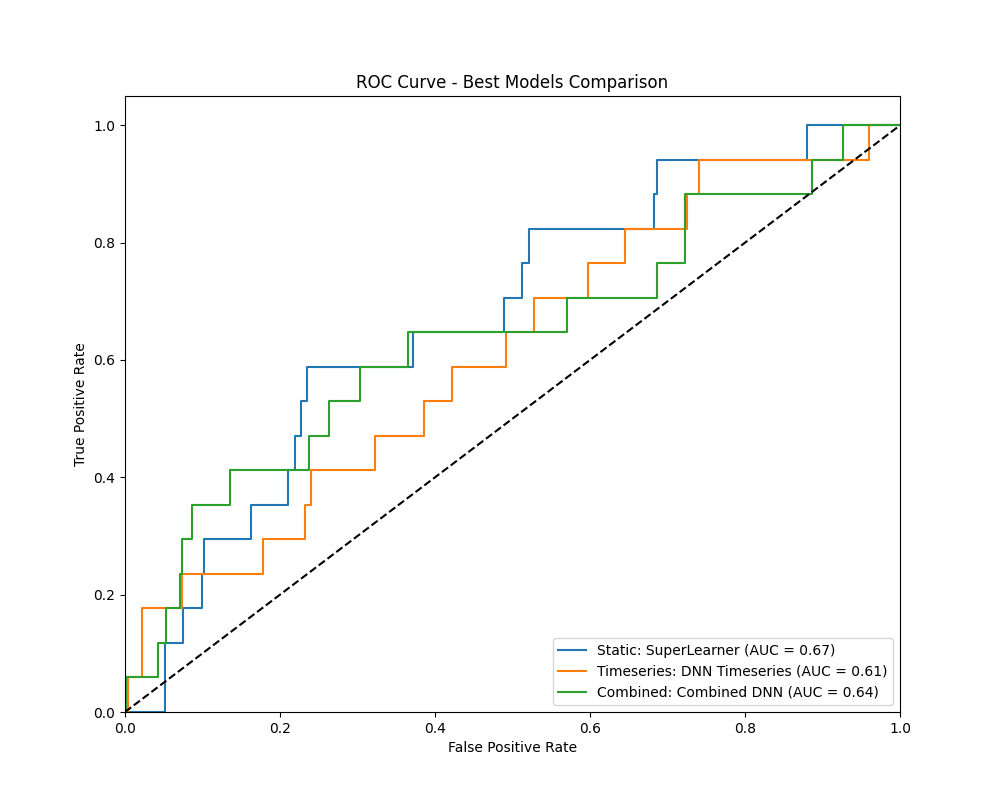 ROC Curve - Best Models Comparison
1.0
0.8
0.6
0.4
0.2
0.0
True Positive Rate
0.0 0.2 0.4 0.6 0.8 1.0
False Positive Rate
Static: SuperLearner (AUC = 0.67)
Timeseries: DNN Timeseries (AUC = 0.61)
Combined: Combined DNN (AUC = 0.64)